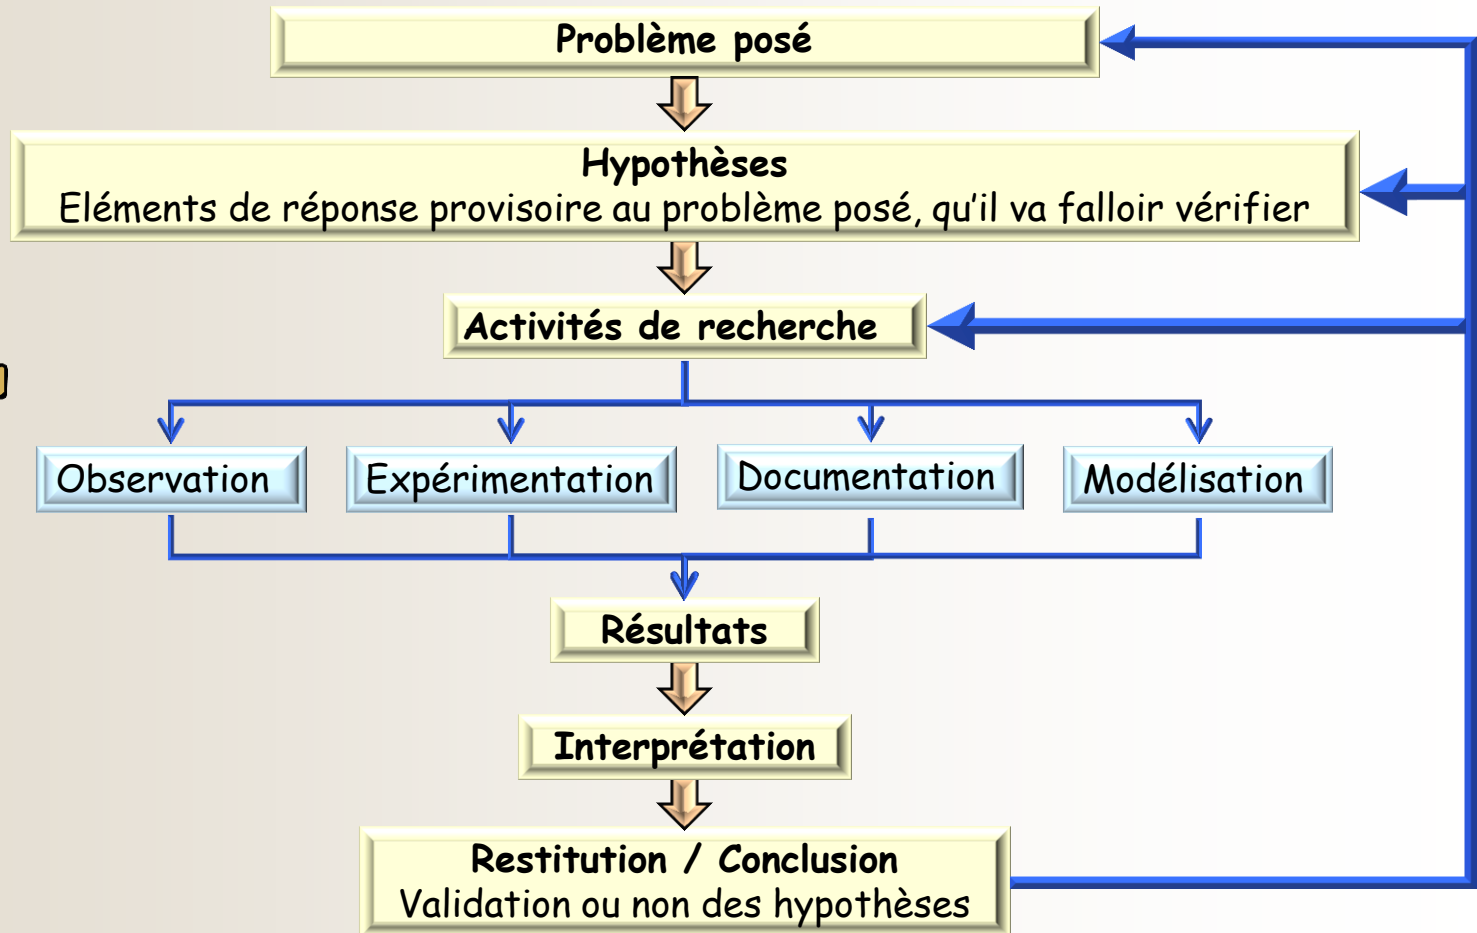 Problème posé
Hypothèses
Eléments de réponse provisoire au problème posé, qu'il va falloir vérifier
Activités de recherche
Observation
Expérimentation
Documentation
Modélisation
Résultats
Interprétation
Restitution / Conclusion
Validation ou non des hypothèses